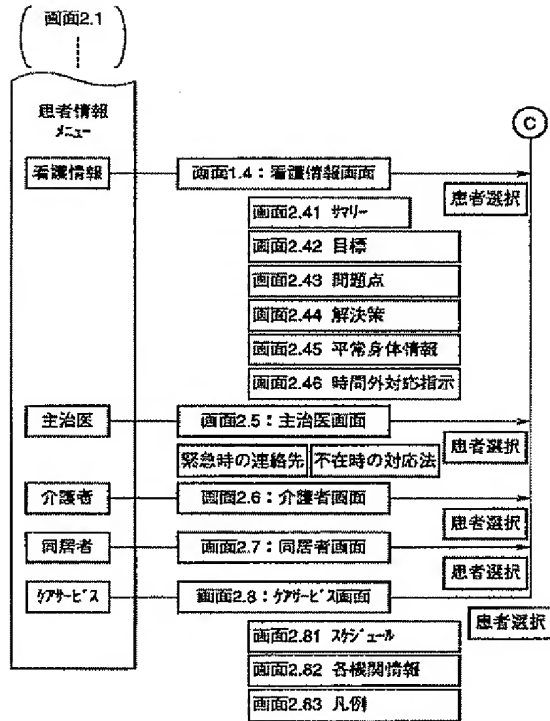 画面2.1
患者情報
メニュー
C
看護情報
画面1.4：看護情報画面
患者選択
画面2.41 サマリー
画面2.42 目標
画面2.43 問題点
画面2.44 解決策
画面2.45 平常身体情報
画面2.46 時間外対応指示
主治医
画面2.5：主治医画面
患者選択
緊急時の連絡先 不在時の対応法
介護者
画面2.6：介護者画面
患者選択
同居者
画面2.7：同居者画面
患者選択
ケアサービス
画面2.8：ケアサービス画面
患者選択
画面2.81 スケジュール
画面2.82 各機関情報
画面2.83 凡例